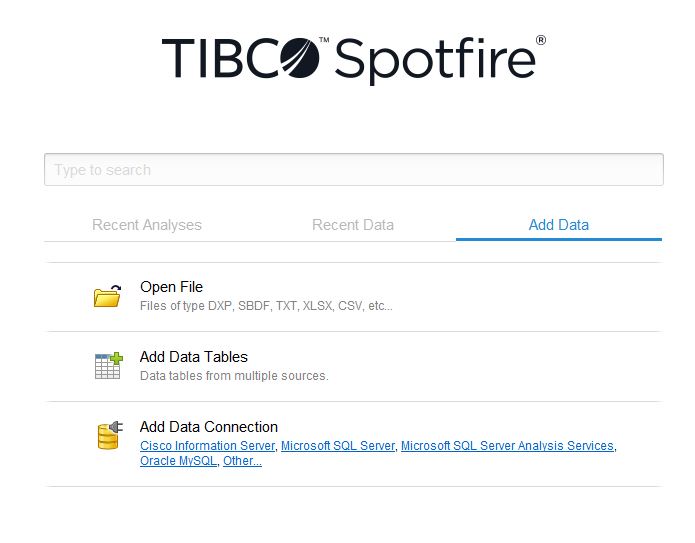 TIBCO™ Spotfire®
Type to search
Recent Analyses Recent Data Add Data
Open File
Files of type DXP, SBDF, TXT, XLSX, CSV, etc...
Add Data Tables
Data tables from multiple sources.
Add Data Connection
Cisco Information Server, Microsoft SQL Server, Microsoft SQL Server Analysis Services,
Oracle MySQL, Other...